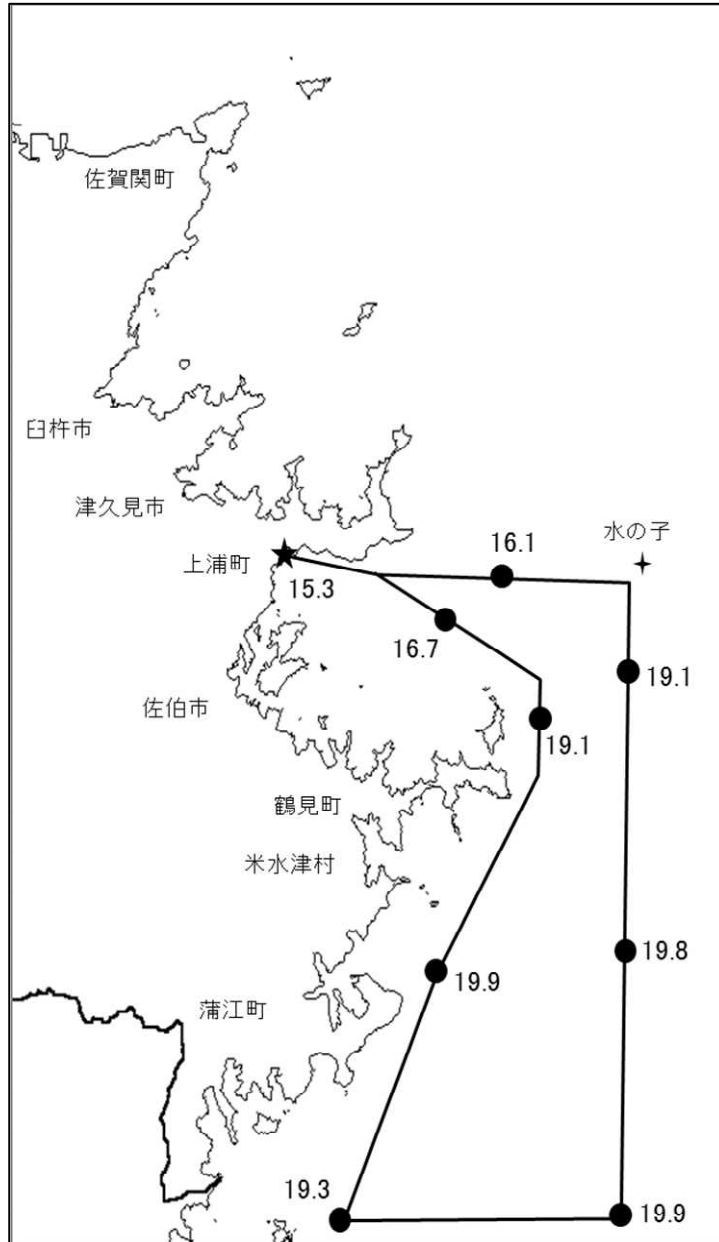 佐賀関町
臼杵市
津久見市
水の子
16.1
上浦町
15.3
16.7
19.1
佐伯市
19.1
鶴見町
米水津村
19.8
19.9
蒲江町
19.3
19.9